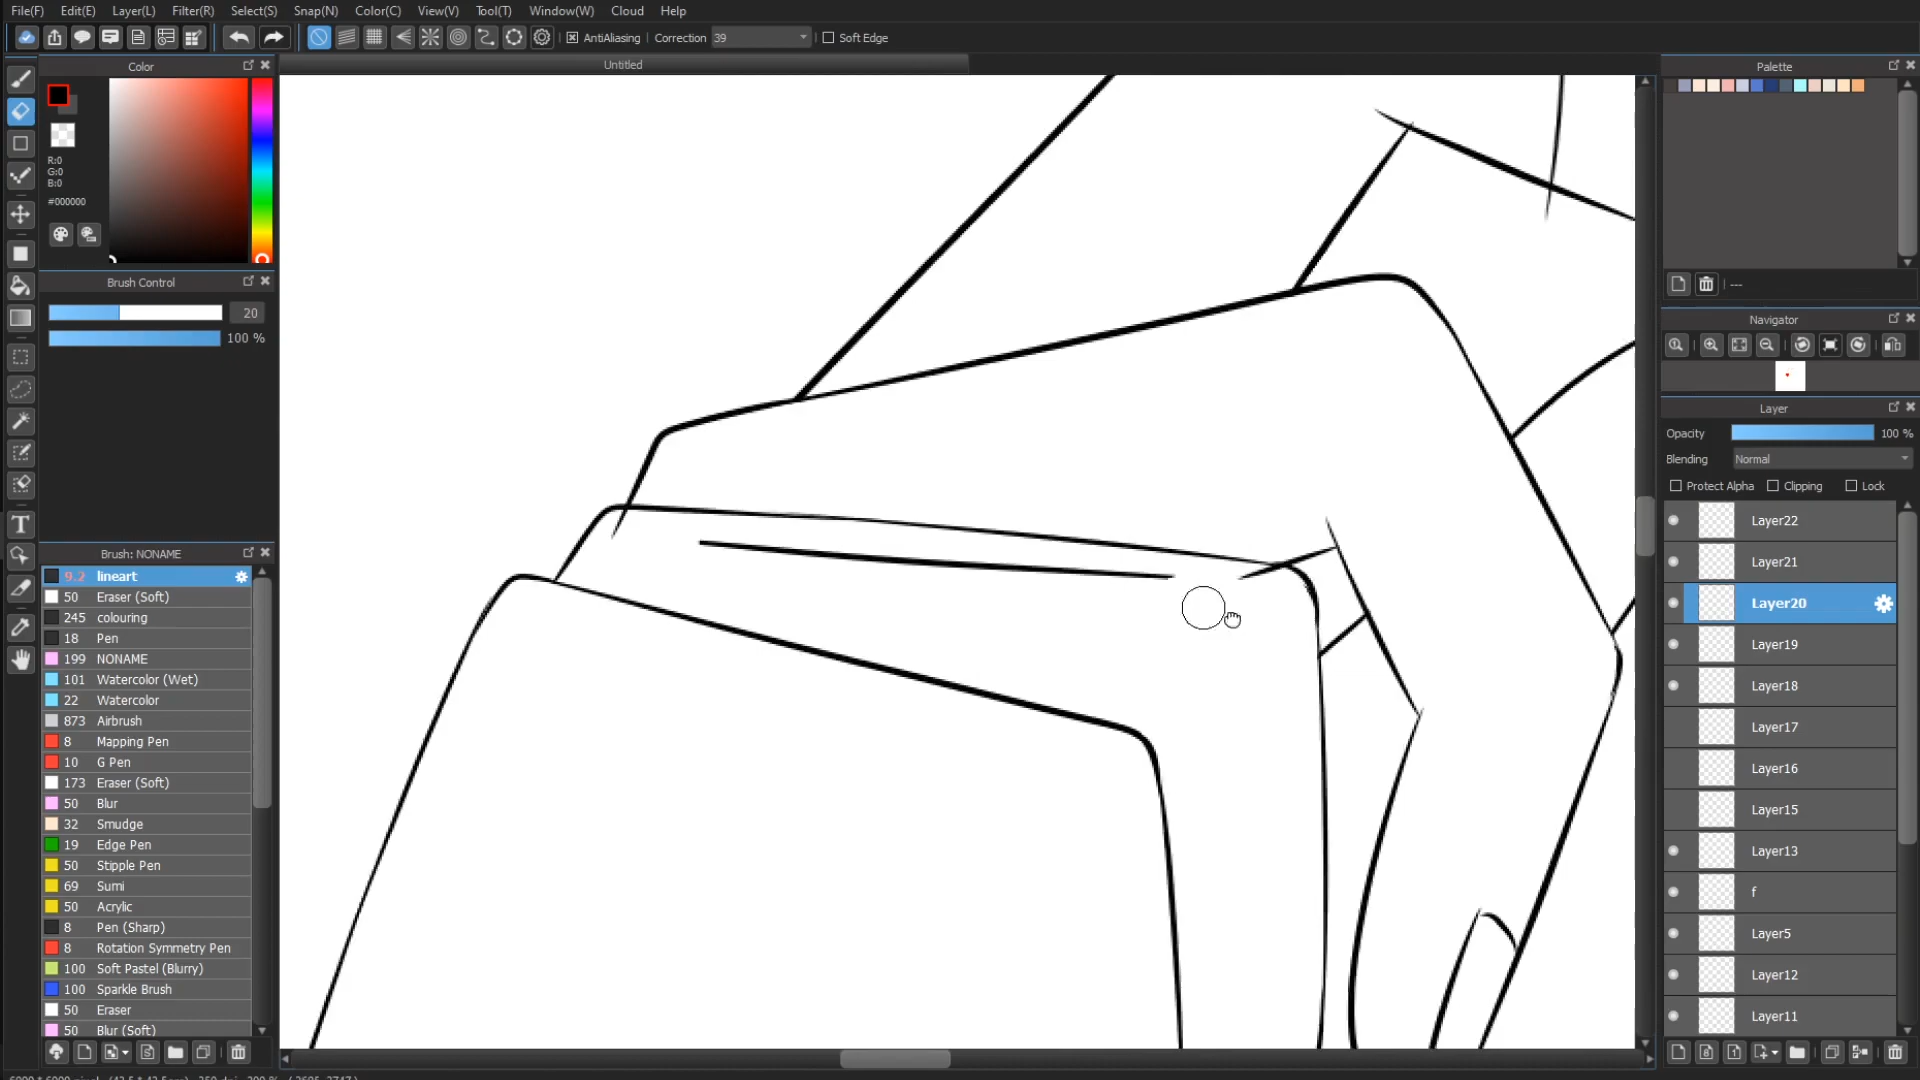 File(F) Edit(E) Layer(L) Filter(R) Select(S) Snap(N) Color(C) View(V) Tool(T) Window(W) Cloud Help
AntiAliasing Correction 39 Soft Edge
Color
Untitled
Palette
R:0
G:0
B:0
#000000
Brush Control
20
100 %
---
Navigator
Layer
Opacity 100 %
Blending Normal
Protect Alpha Clipping Lock
Brush: NONAME
9.2 lineart
50 Eraser (Soft)
245 colouring
18 Pen
199 NONAME
101 Watercolor (Wet)
22 Watercolor
873 Airbrush
8 Mapping Pen
10 G Pen
173 Eraser (Soft)
50 Blur
32 Smudge
19 Edge Pen
50 Stipple Pen
69 Sumi
50 Acrylic
8 Pen (Sharp)
8 Rotation Symmetry Pen
100 Soft Pastel (Blurry)
100 Sparkle Brush
50 Eraser
50 Blur (Soft)
Layer22
Layer21
Layer20
Layer19
Layer18
Layer17
Layer16
Layer15
Layer13
f
Layer5
Layer12
Layer11